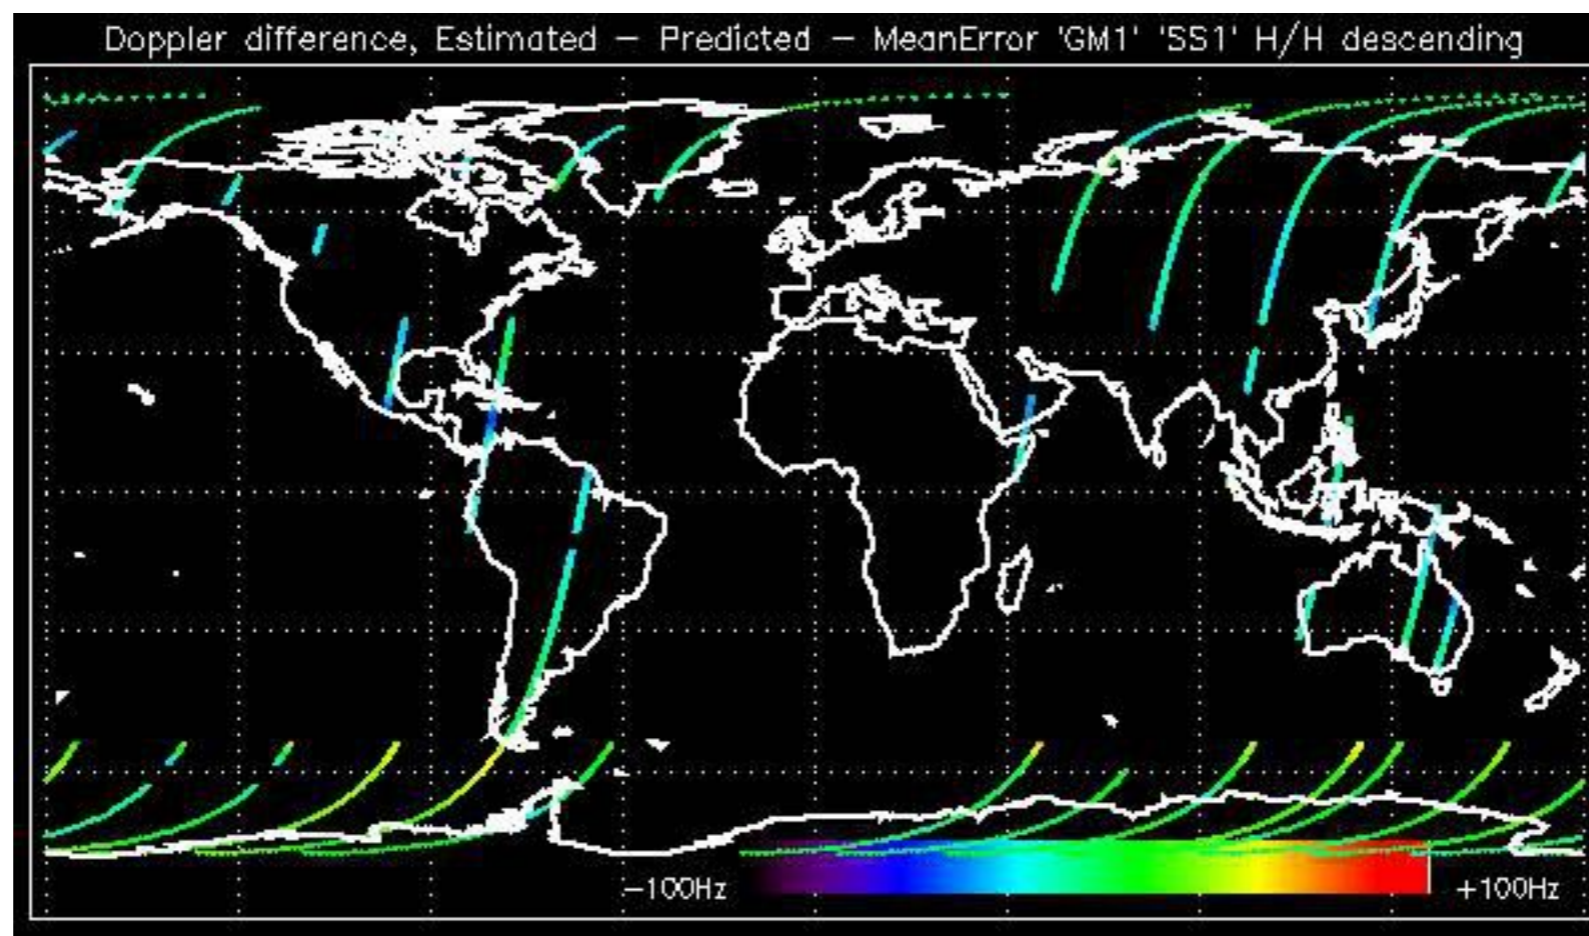 Doppler difference, Estimated – Predicted – MeanError 'GM1' 'SS1' H/H descending
–100Hz +100Hz